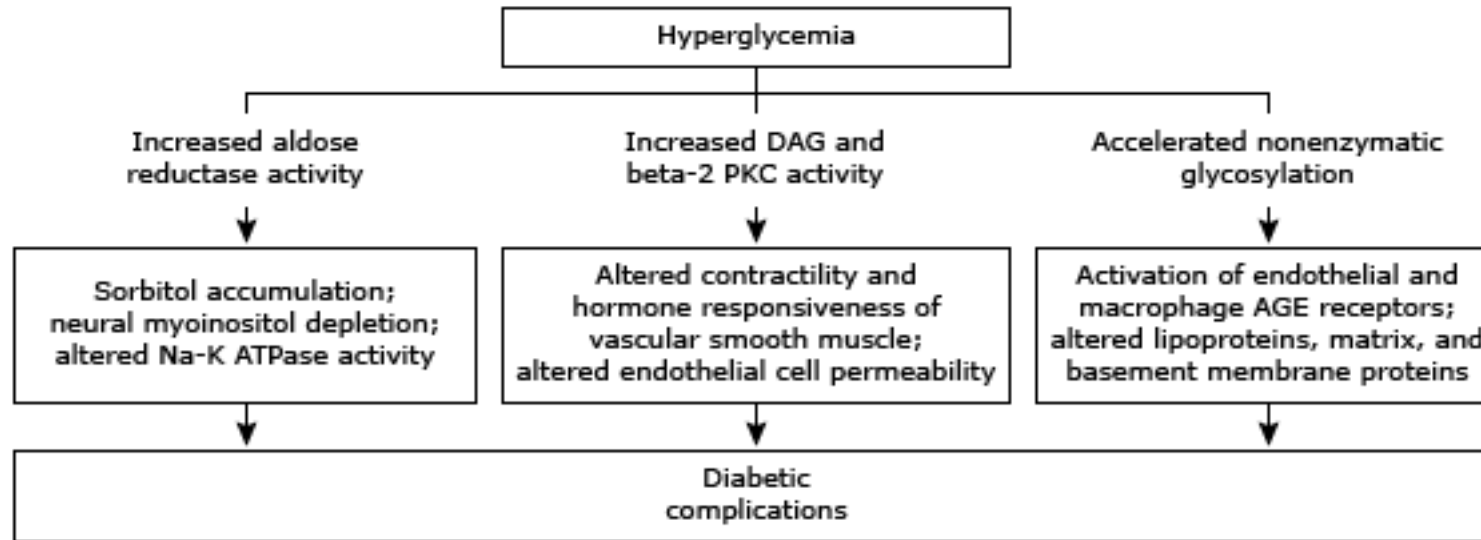 Hyperglycemia
Increased aldose
reductase activity
Increased DAG and
beta-2 PKC activity
Accelerated nonenzymatic
glycosylation
Sorbitol accumulation;
neural myoinositol depletion;
altered Na-K ATPase activity
Altered contractility and
hormone responsiveness of
vascular smooth muscle;
altered endothelial cell permeability
Activation of endothelial and
macrophage AGE receptors;
altered lipoproteins, matrix, and
basement membrane proteins
Diabetic
complications